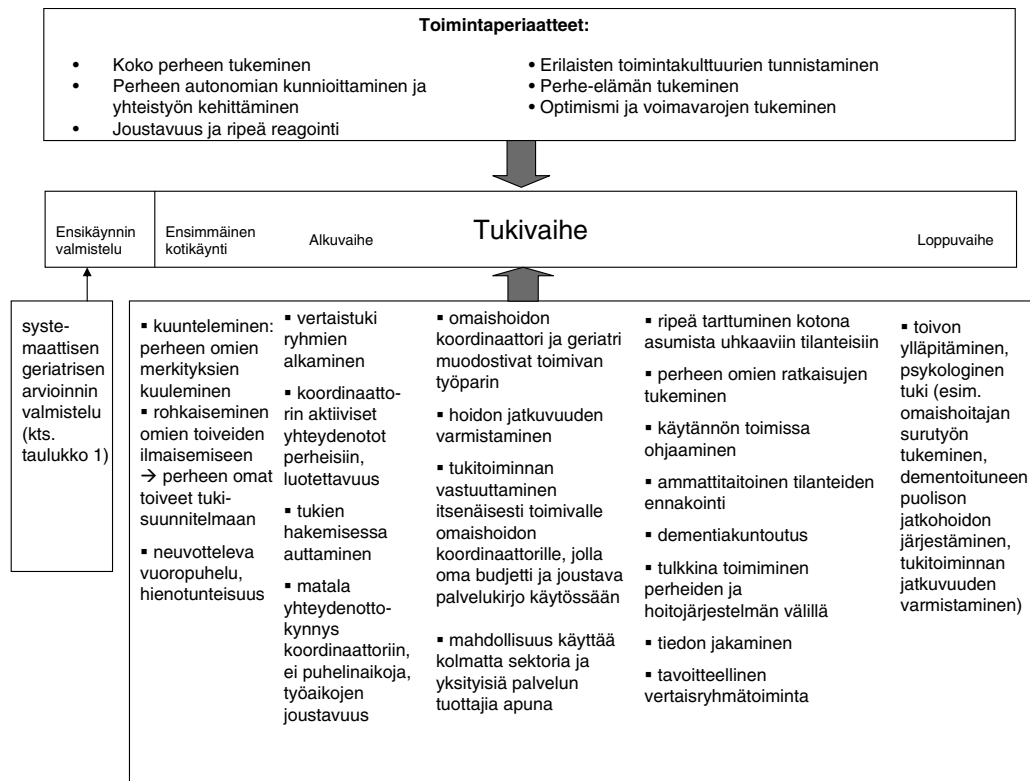 Toimintaperiaatteet:
• Koko perheen tukeminen
• Perheen autonomian kunnioittaminen ja
yhteistyön kehittäminen
• Joustavuus ja ripeä reagointi
• Erilaisten toimintakulttuurien tunnistaminen
• Perhe-elämän tukeminen
• Optimismi ja voimavarojen tukeminen
Ensikäynnin
valmistelu
Ensimmäinen
kotikäynti
Alkuvaihe
Tukivaihe
Loppuvaihe
syste-
maattisen
geriatrisen
arvioinnin
valmistelu
(kts.
taulukko 1)
▪ kuunteleminen:
perheen omien
merkityksien
kuuleminen
▪ rohkaiseminen
omien toiveiden
ilmaisemiseen
→ perheen omat
toiveet tuki-
suunnitelmaan
▪ neuvotteleva
vuoropuhelu,
hienotunteisuus
▪ vertaistuki
ryhmien
alkaminen
▪ koordinaatto-
rin aktiiviset
yhteydenotot
perheisiin,
luotettavuus
▪ tukien
hakemisessa
auttaminen
▪ matala
yhteydenotto-
kynnys
koordinaattoriin,
ei puhelinaikoja,
työaikojen
joustavuus
▪ omaishoidon
koordinaattori ja geriatri
muodostivat toimivan
työparin
▪ hoidon jatkuvuuden
varmistaminen
▪ tukitoiminnan
vastuuttaminen
itsenäisesti toimivalle
omaishoidon
koordinaattorille, jolla
oma budjetti ja joustava
palvelukirjo käytössään
▪ mahdollisuus käyttää
kolmatta sektoria ja
yksityisiä palvelun
tuottajia apuna
▪ ripeä tarttuminen kotona
asumista uhkaaviin tilanteisiin
▪ perheen omien ratkaisujen
tukeminen
▪ käytännön toimissa
ohjaaminen
▪ ammattitaitoinen tilanteiden
ennakointi
▪ dementiakuntoutus
▪ tulkkina toimiminen
perheiden ja
hoitojärjestelmän välillä
▪ tiedon jakaminen
▪ tavoitteellinen
vertaisryhmätoiminta
▪ toivon
ylläpitäminen,
psykologinen
tuki (esim.
omaishoitajan
surutyön
tukeminen,
dementoituneen
puolison
jatkohoidon
järjestäminen,
tukitoiminnan
jatkuvuuden
varmistaminen)